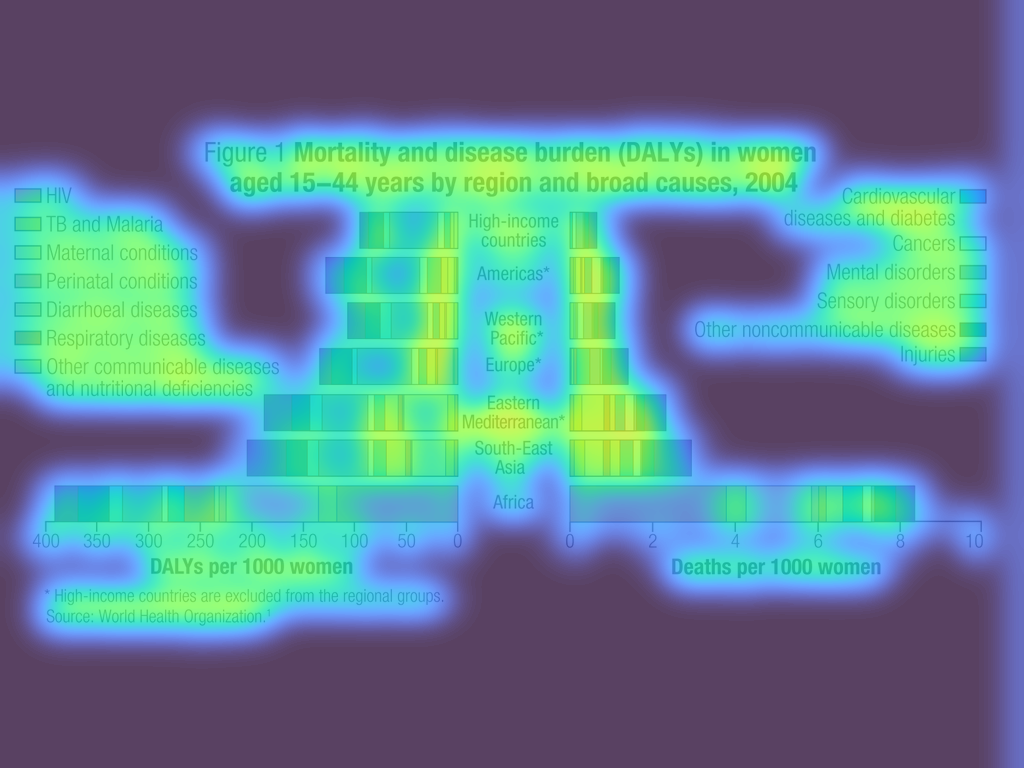 Figure 1 Mortality and disease burden (DALYs) in women
aged 15–44 years by region and broad causes, 2004
HIV
TB and Malaria
Maternal conditions
Perinatal conditions
Diarrhoeal diseases
Respiratory diseases
Other communicable diseases
and nutritional deficiencies
High-income
countries
Americas*
Western
Pacific*
Europe*
Eastern
Mediterranean*
South-East
Asia
Africa
Cardiovascular
diseases and diabetes
Cancers
Mental disorders
Sensory disorders
Other noncommunicable diseases
Injuries
400 350 300 250 200 150 100 50 0
DALYs per 1000 women
0 2 4 6 8 10
Deaths per 1000 women
* High-income countries are excluded from the regional groups.
Source: World Health Organization.¹